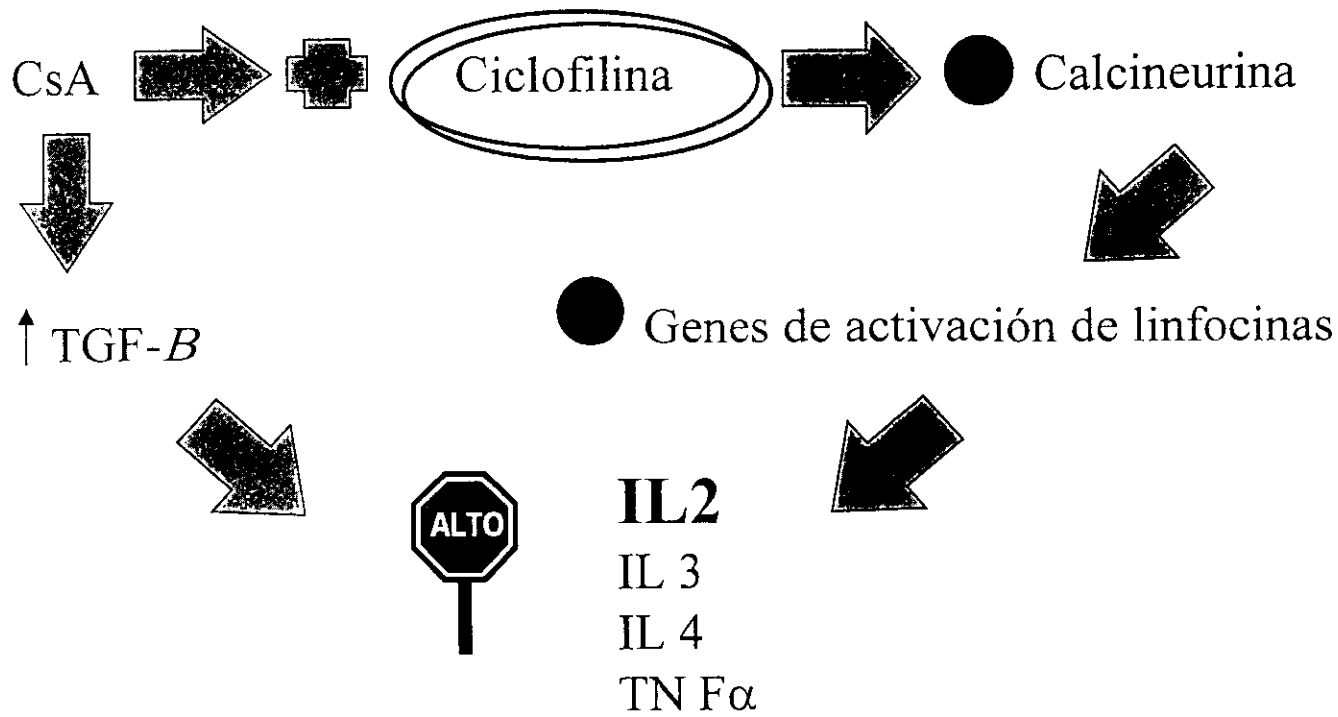 CsA
Ciclofilina
Calcineurina
↑ TGF-B
Genes de activación de linfocinas
ALTO
IL2
IL 3
IL 4
TN Fα